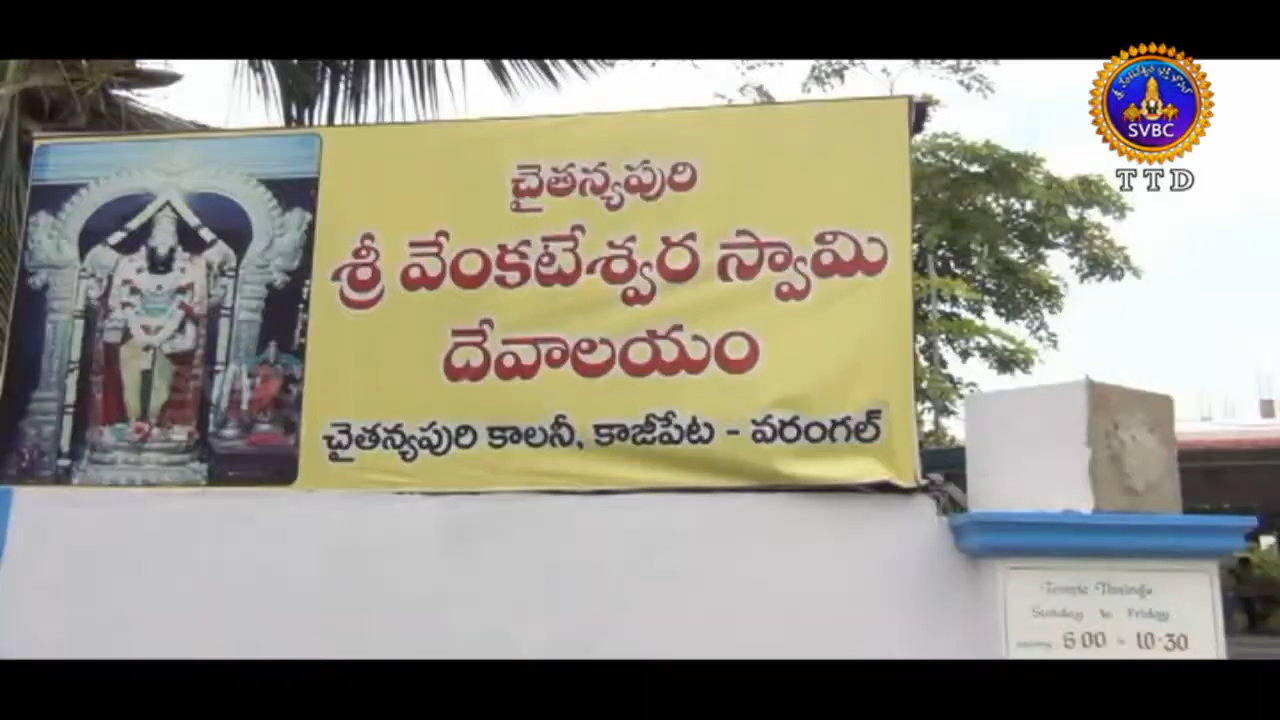 చైతన్యపురి
శ్రీ వేంకటేశ్వర స్వామి
దేవాలయం
చైతన్యపురి కాలనీ, కాజీపేట - వరంగల్
SVBC
TTD
Temple Timings
Sunday to Friday
6 00 to 10.30